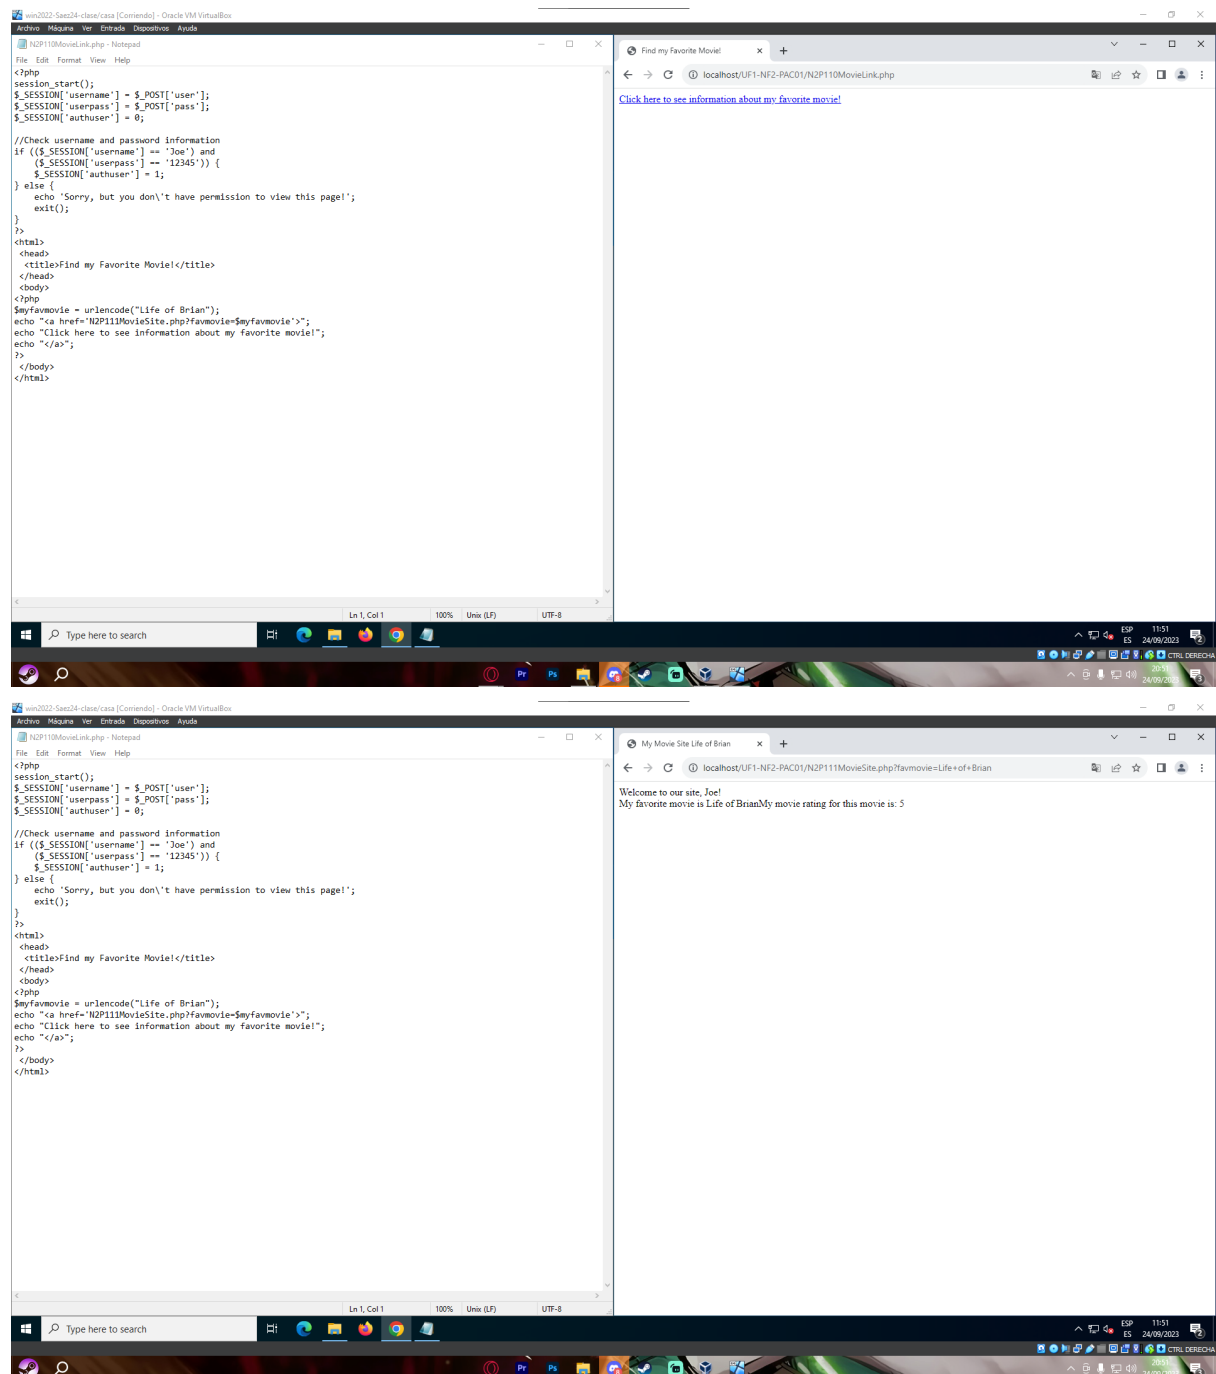 win2022-Saez24-clase/casa [Corriendo] - Oracle VM VirtualBox
Archivo Máquina Ver Entrada Dispositivos Ayuda
N2P110MovieLink.php - Notepad
File Edit Format View Help
<?php
session_start();
$_SESSION['username'] = $_POST['user'];
$_SESSION['userpass'] = $_POST['pass'];
$_SESSION['authuser'] = 0;
//Check username and password information
if (($_SESSION['username'] == 'Joe') and
($_SESSION['userpass'] == '12345')) {
$_SESSION['authuser'] = 1;
} else {
echo 'Sorry, but you don\'t have permission to view this page!';
exit();
}
?>
<html>
<head>
<title>Find my Favorite Movie!</title>
</head>
<body>
<?php
$myfavmovie = urlencode("Life of Brian");
echo "<a href='N2P111MovieSite.php?favmovie=$myfavmovie'>";
echo "Click here to see information about my favorite movie!";
echo "</a>";
?>
</body>
</html>
Ln 1, Col 1 100% Unix (LF) UTF-8
Find my Favorite Movie!
localhost/UF1-NF2-PAC01/N2P110MovieLink.php
Click here to see information about my favorite movie!
Type here to search
ESP 11:51
ES 24/09/2023
2
CTRL DERECHA
Pr Ps
20:51
24/09/2023
3
win2022-Saez24-clase/casa [Corriendo] - Oracle VM VirtualBox
Archivo Máquina Ver Entrada Dispositivos Ayuda
N2P110MovieLink.php - Notepad
File Edit Format View Help
<?php
session_start();
$_SESSION['username'] = $_POST['user'];
$_SESSION['userpass'] = $_POST['pass'];
$_SESSION['authuser'] = 0;
//Check username and password information
if (($_SESSION['username'] == 'Joe') and
($_SESSION['userpass'] == '12345')) {
$_SESSION['authuser'] = 1;
} else {
echo 'Sorry, but you don\'t have permission to view this page!';
exit();
}
?>
<html>
<head>
<title>Find my Favorite Movie!</title>
</head>
<body>
<?php
$myfavmovie = urlencode("Life of Brian");
echo "<a href='N2P111MovieSite.php?favmovie=$myfavmovie'>";
echo "Click here to see information about my favorite movie!";
echo "</a>";
?>
</body>
</html>
Ln 1, Col 1 100% Unix (LF) UTF-8
My Movie Site Life of Brian
localhost/UF1-NF2-PAC01/N2P111MovieSite.php?favmovie=Life+of+Brian
Welcome to our site, Joe!
My favorite movie is Life of BrianMy movie rating for this movie is: 5
Type here to search
ESP 11:51
ES 24/09/2023
2
CTRL DERECHA
Pr Ps
20:51